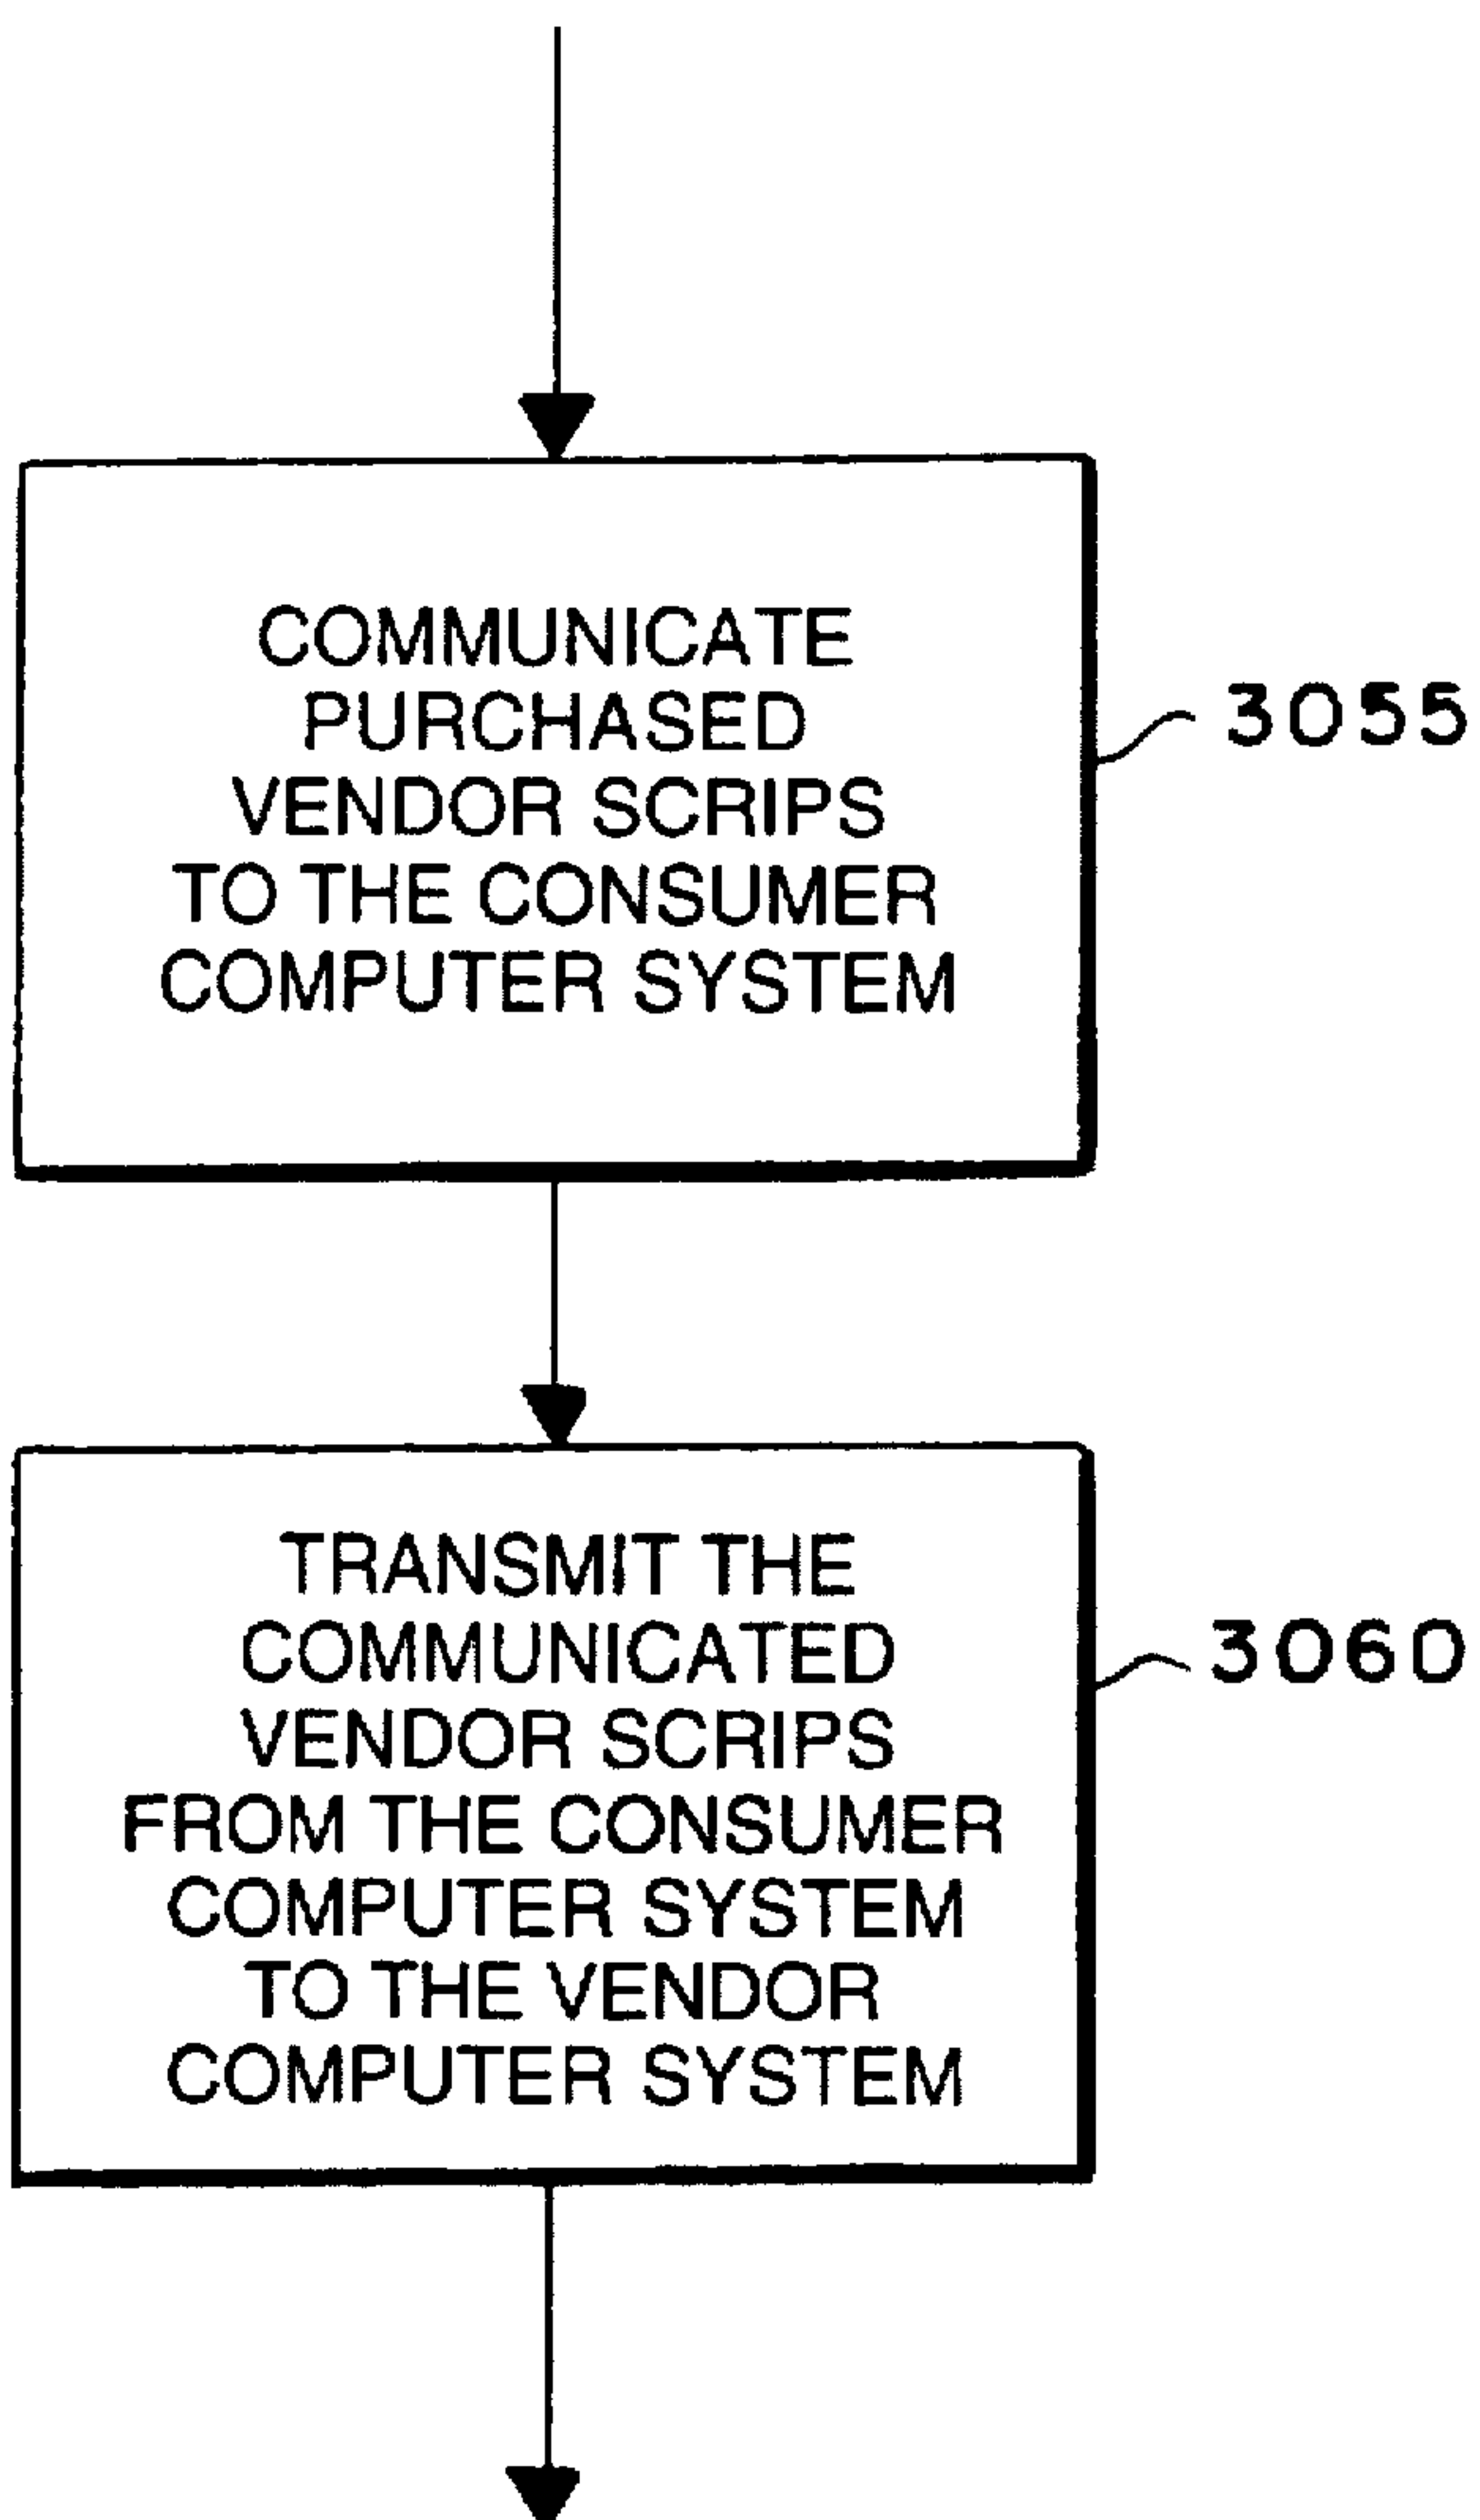 COMMUNICATE
PURCHASED
VENDOR SCRIPS
TO THE CONSUMER
COMPUTER SYSTEM
3055
TRANSMIT THE
COMMUNICATED
VENDOR SCRIPS
FROM THE CONSUMER
COMPUTER SYSTEM
TO THE VENDOR
COMPUTER SYSTEM
3060